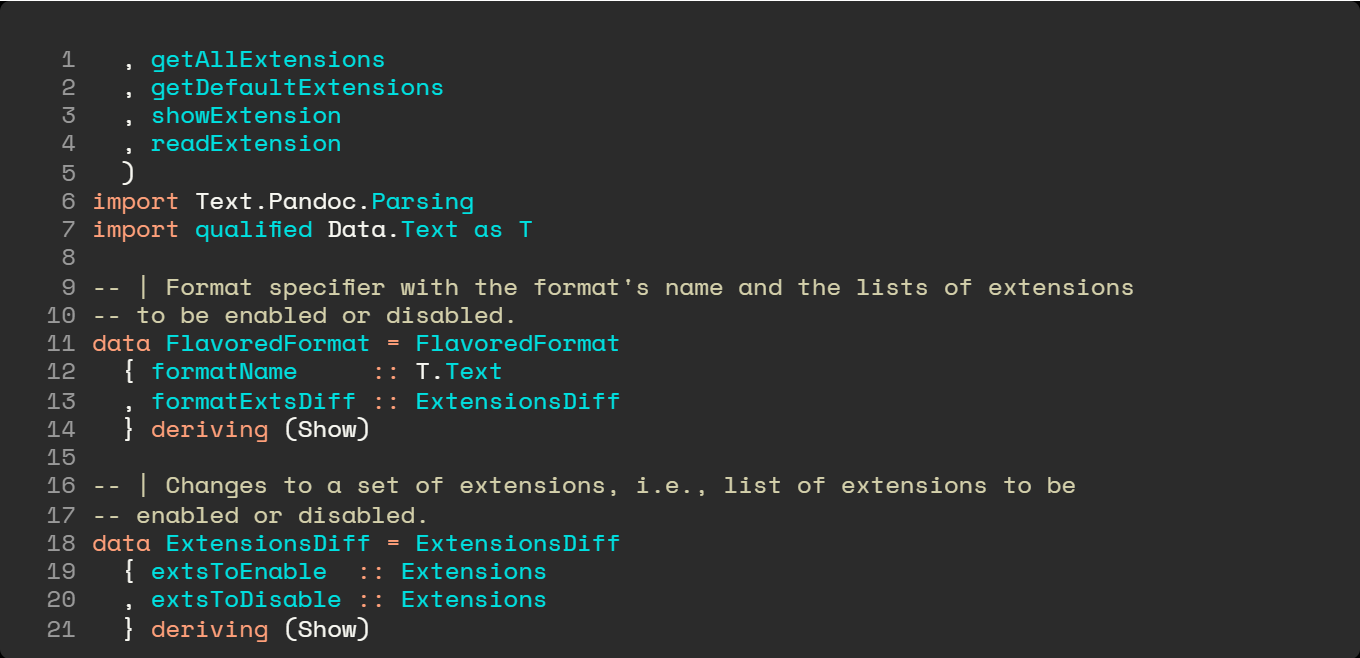 1   , getAllExtensions
2   , getDefaultExtensions
3   , showExtension
4   , readExtension
5   )
6 import Text.Pandoc.Parsing
7 import qualified Data.Text as T
8
9 -- | Format specifier with the format's name and the lists of extensions
10 -- to be enabled or disabled.
11 data FlavoredFormat = FlavoredFormat
12   { formatName     :: T.Text
13   , formatExtsDiff :: ExtensionsDiff
14   } deriving (Show)
15
16 -- | Changes to a set of extensions, i.e., list of extensions to be
17 -- enabled or disabled.
18 data ExtensionsDiff = ExtensionsDiff
19   { extsToEnable  :: Extensions
20   , extsToDisable :: Extensions
21   } deriving (Show)